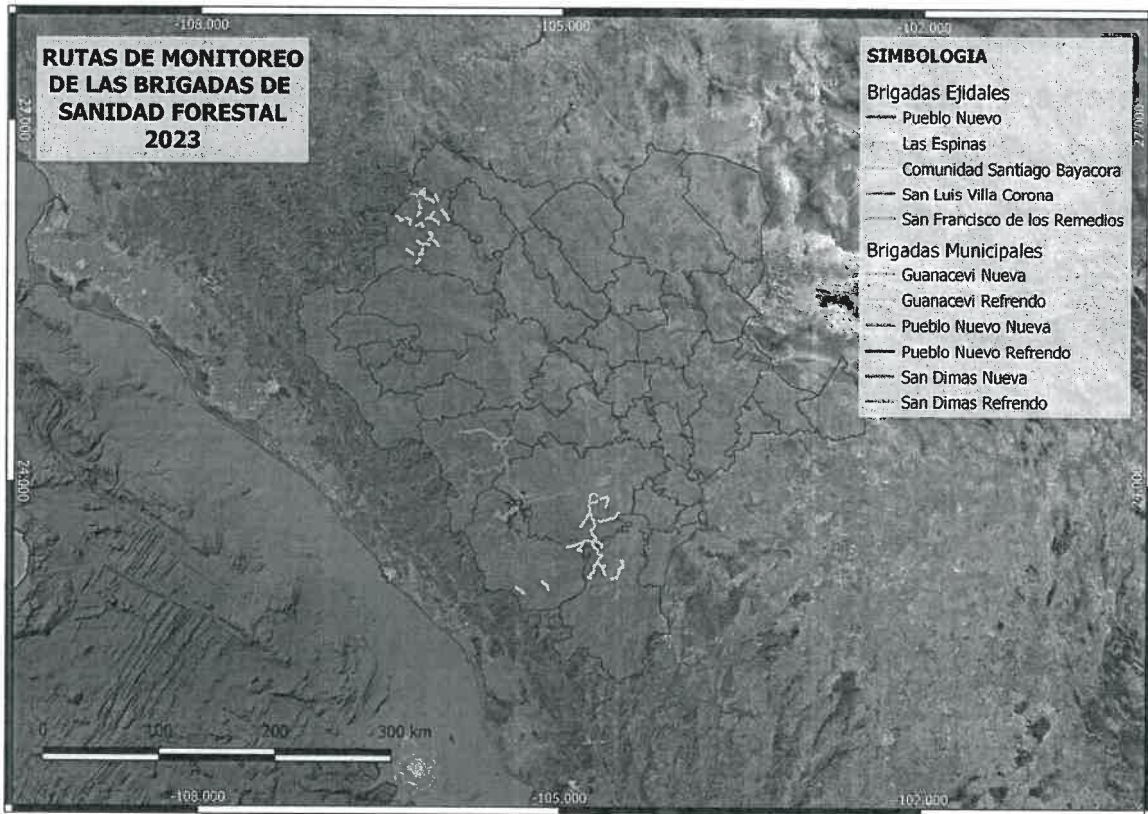 -108.000
-105.000
-102.000
RUTAS DE MONITOREO
DE LAS BRIGADAS DE
SANIDAD FORESTAL
2023
SIMBOLOGIA
Brigadas Ejidales
Pueblo Nuevo
Las Espinas
Comunidad Santiago Bayacora
San Luis Villa Corona
San Francisco de los Remedios
Brigadas Municipales
Guanacevi Nueva
Guanacevi Refrendo
Pueblo Nuevo Nueva
Pueblo Nuevo Refrendo
San Dimas Nueva
San Dimas Refrendo
27.000
27.000
24.000
0
100
200
300 km
-108.000
-105.000
-102.000